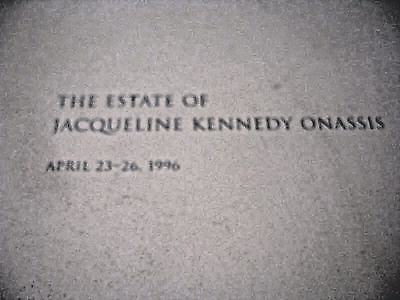 THE ESTATE OF
JACQUELINE KENNEDY ONASSIS
APRIL 23-26, 1996